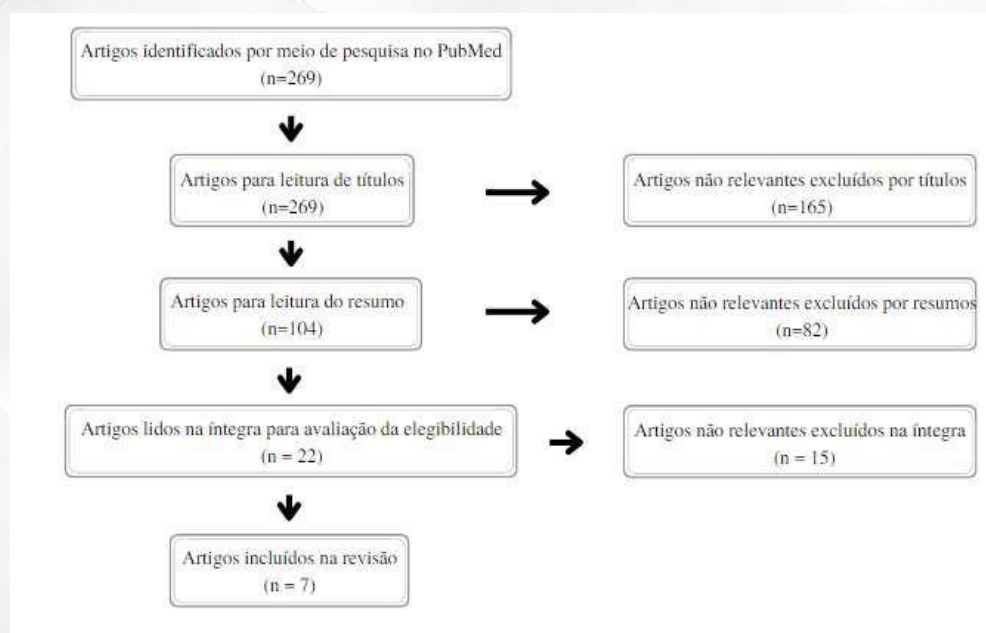 Artigos identificados por meio de pesquisa no PubMed
(n=269)
Artigos para leitura de títulos
(n=269)
Artigos não relevantes excluídos por títulos
(n=165)
Artigos para leitura do resumo
(n=104)
Artigos não relevantes excluídos por resumos
(n=82)
Artigos lidos na íntegra para avaliação da elegibilidade
(n = 22)
Artigos não relevantes excluídos na íntegra
(n = 15)
Artigos incluídos na revisão
(n = 7)